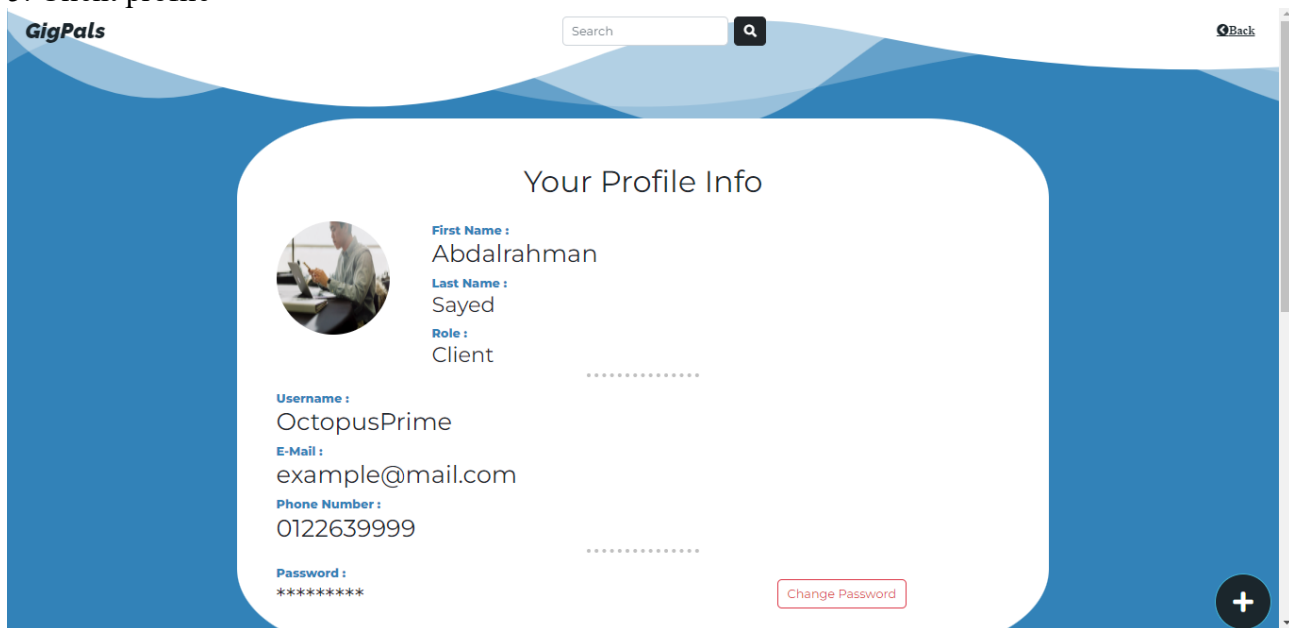 GigPals
Search
Back
Your Profile Info
First Name :
Abdalrahman
Last Name :
Sayed
Role :
Client
Username :
OctopusPrime
E-Mail :
example@mail.com
Phone Number :
0122639999
Password :
*********
Change Password